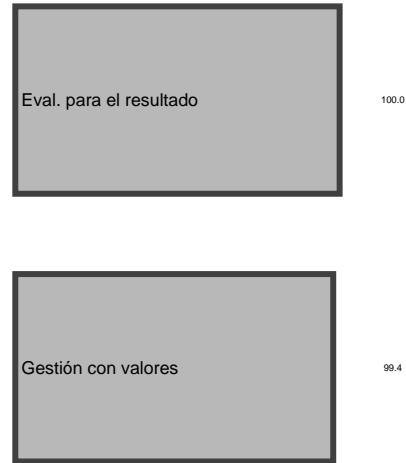 Eval. para el resultado
100.0
Gestión con valores
99.4